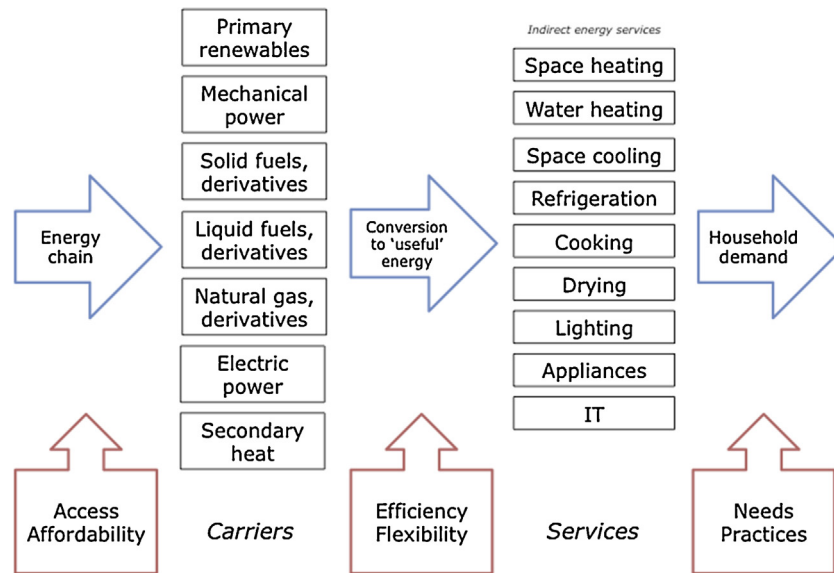 Energy
chain
Access
Affordability
Primary
renewables
Mechanical
power
Solid fuels,
derivatives
Liquid fuels,
derivatives
Natural gas,
derivatives
Electric
power
Secondary
heat
Carriers
Conversion
to ‘useful’
energy
Efficiency
Flexibility
Indirect energy services
Space heating
Water heating
Space cooling
Refrigeration
Cooking
Drying
Lighting
Appliances
IT
Services
Household
demand
Needs
Practices